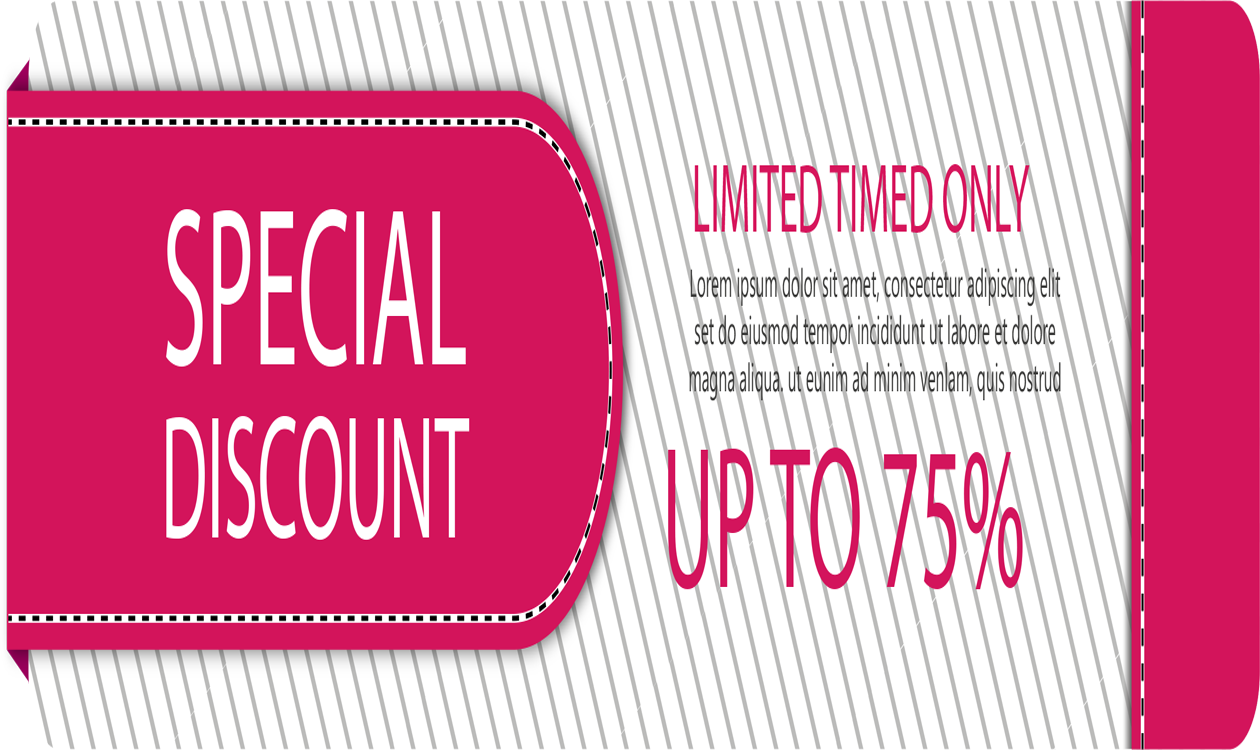 SPECIAL
DISCOUNT
LIMITED TIMED ONLY
Lorem ipsum dolor sit amet, consectetur adipiscing elit
set do eiusmod tempor incididunt ut labore et dolore
magna aliqua. ut eunim ad minim venlam, quis nostrud
UP TO 75%